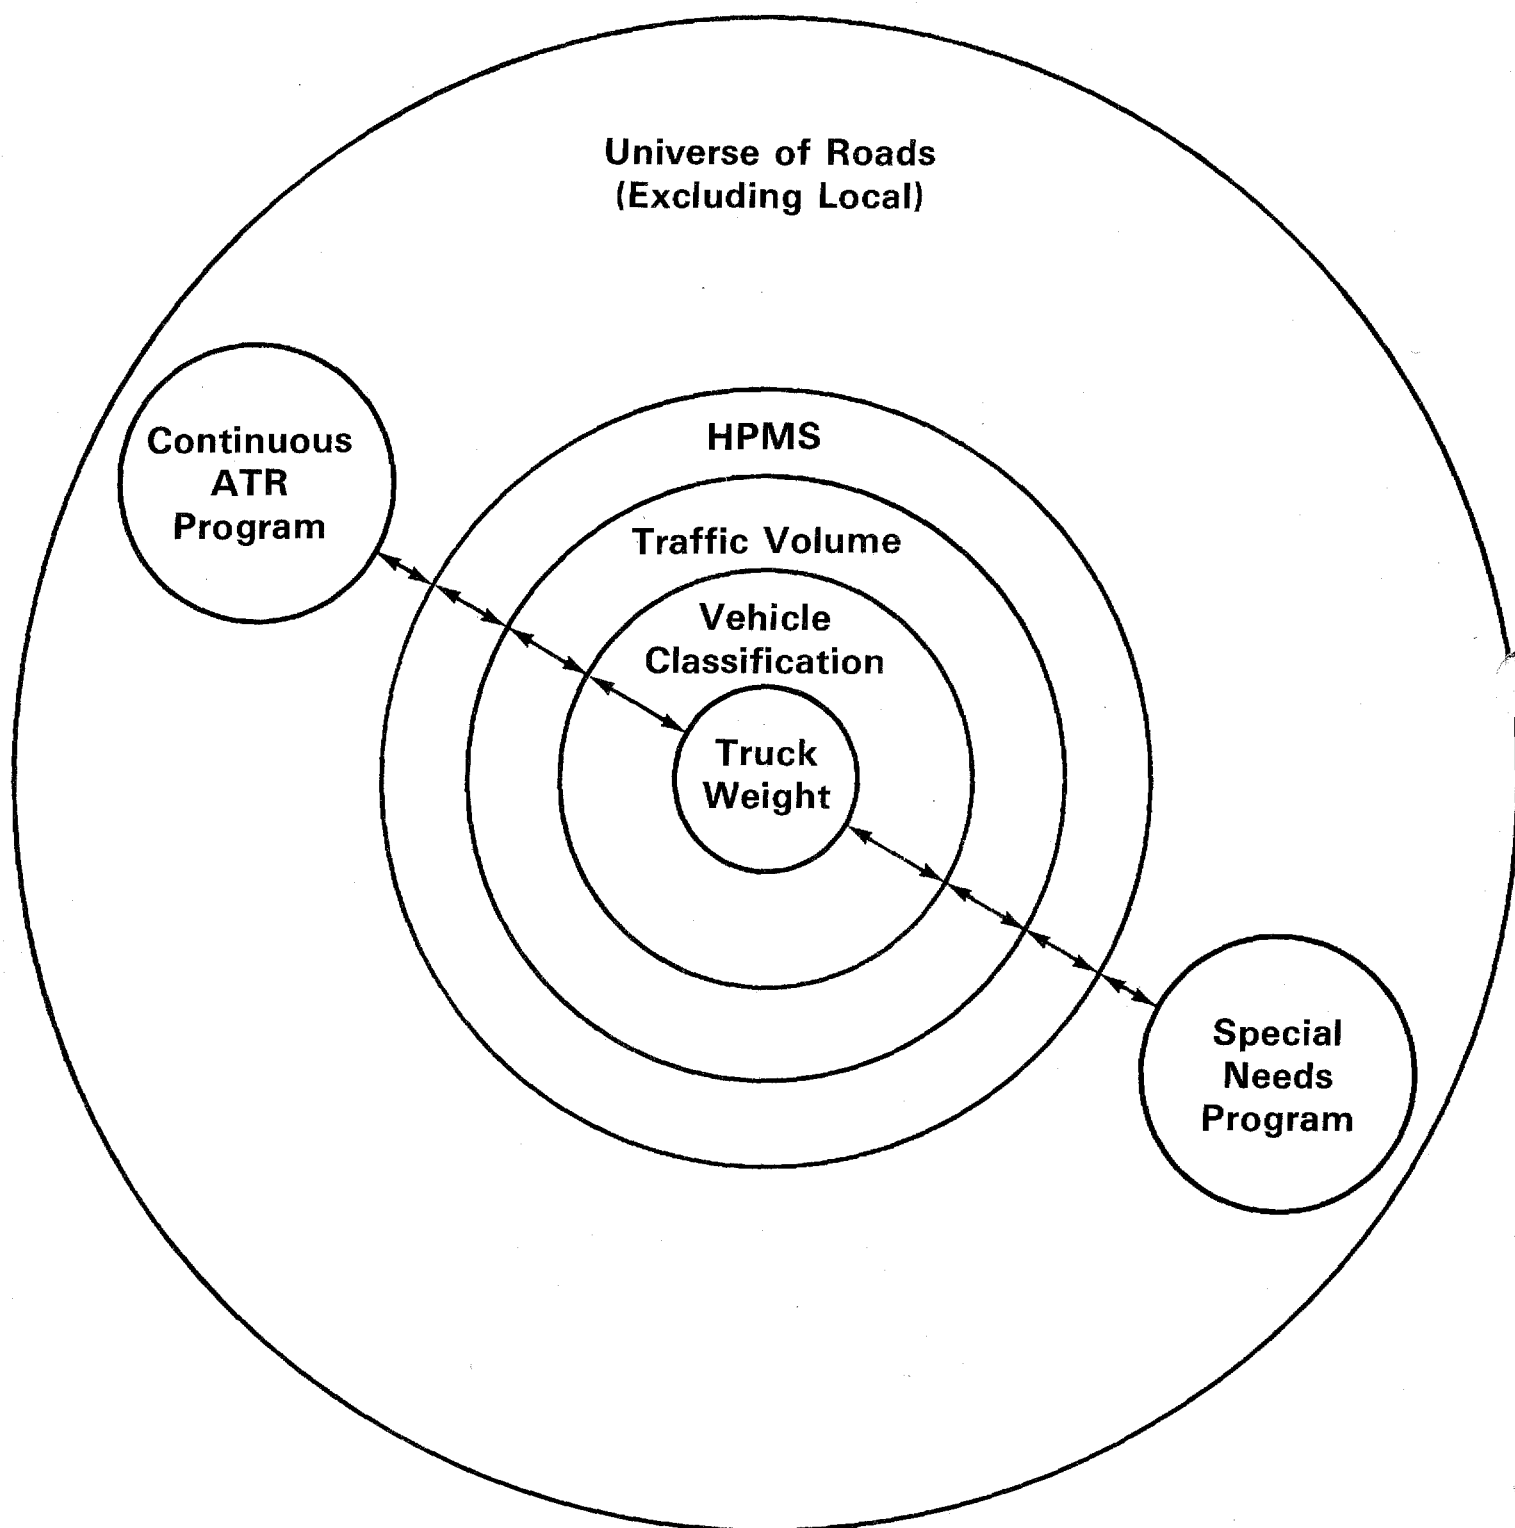 Universe of Roads
(Excluding Local)
Continuous
ATR
Program
HPMS
Traffic Volume
Vehicle
Classification
Truck
Weight
Special
Needs
Program